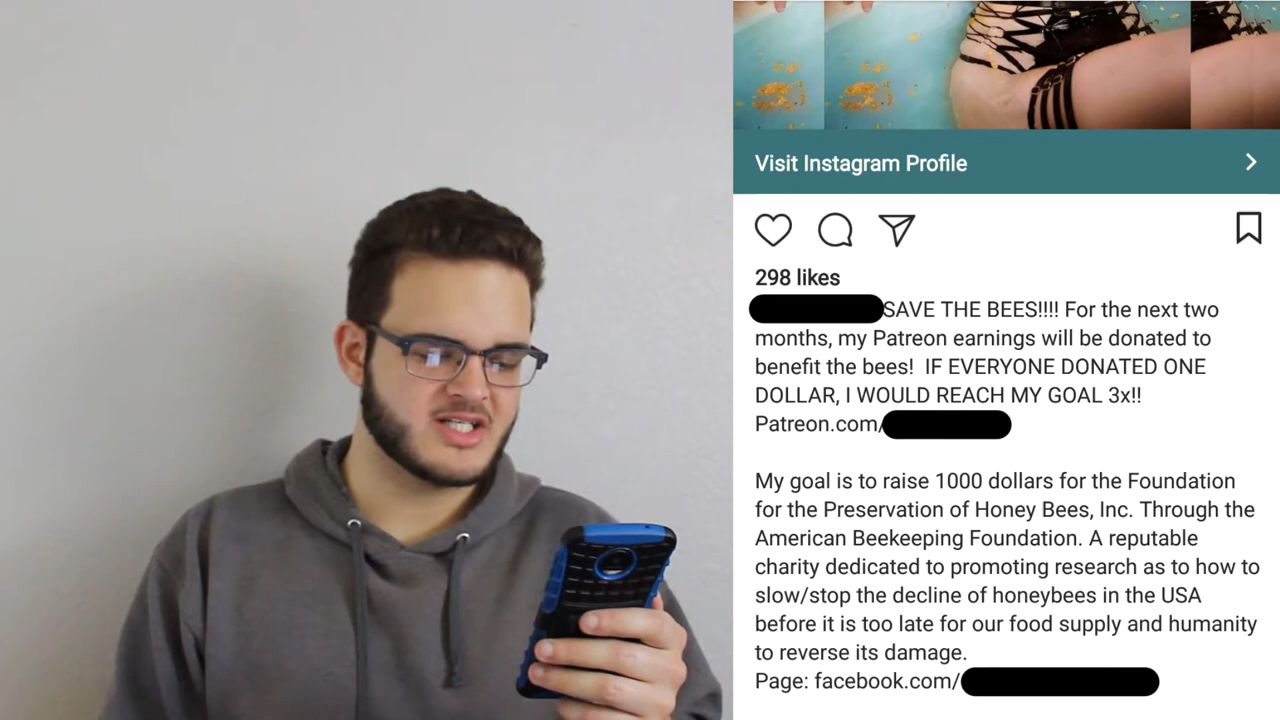 Visit Instagram Profile
298 likes
SAVE THE BEES!!!! For the next two
months, my Patreon earnings will be donated to
benefit the bees!  IF EVERYONE DONATED ONE
DOLLAR, I WOULD REACH MY GOAL 3x!!
Patreon.com/
My goal is to raise 1000 dollars for the Foundation
for the Preservation of Honey Bees, Inc. Through the
American Beekeeping Foundation. A reputable
charity dedicated to promoting research as to how to
slow/stop the decline of honeybees in the USA
before it is too late for our food supply and humanity
to reverse its damage.
Page: facebook.com/